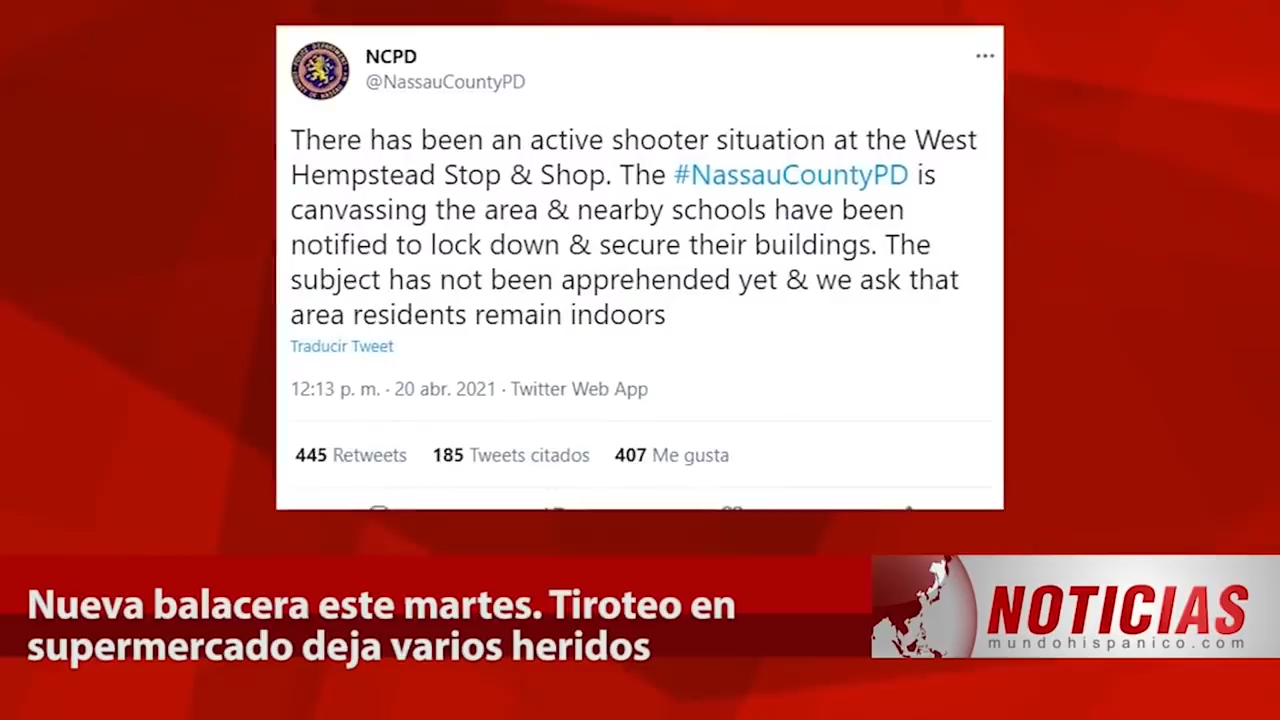 NCPD
@NassauCountyPD
There has been an active shooter situation at the West
Hempstead Stop & Shop. The #NassauCountyPD is
canvassing the area & nearby schools have been
notified to lock down & secure their buildings. The
subject has not been apprehended yet & we ask that
area residents remain indoors
Traducir Tweet
12:13 p. m. · 20 abr. 2021 · Twitter Web App
445 Retweets 185 Tweets citados 407 Me gusta
Nueva balacera este martes. Tiroteo en
supermercado deja varios heridos
NOTICIAS
mundohispanico.com